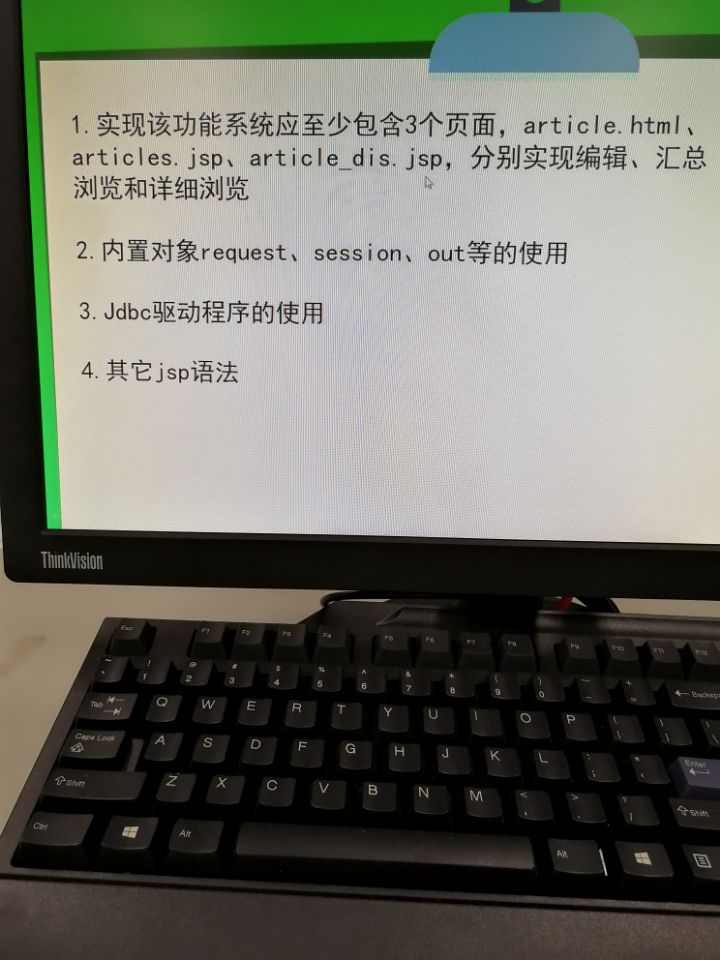 1.实现该功能系统应至少包含3个页面，article.html、
articles.jsp、article_dis.jsp，分别实现编辑、汇总
浏览和详细浏览
2.内置对象request、session、out等的使用
3.Jdbc驱动程序的使用
4.其它jsp语法
ThinkVision
Esc F1 F2 F3 F4 F5 F6 F7 F8 F9 F10 F11 F12
~ ! @ # $ % ^ & * ( ) _ +
` 1 2 3 4 5 6 7 8 9 0 - = Backsp
Tab Q W E R T Y U I O P { }
[ ]
Caps Lock A S D F G H J K L : " Enter
; '
Shift Z X C V B N M < > ? Shift
, . /
Ctrl Alt Alt